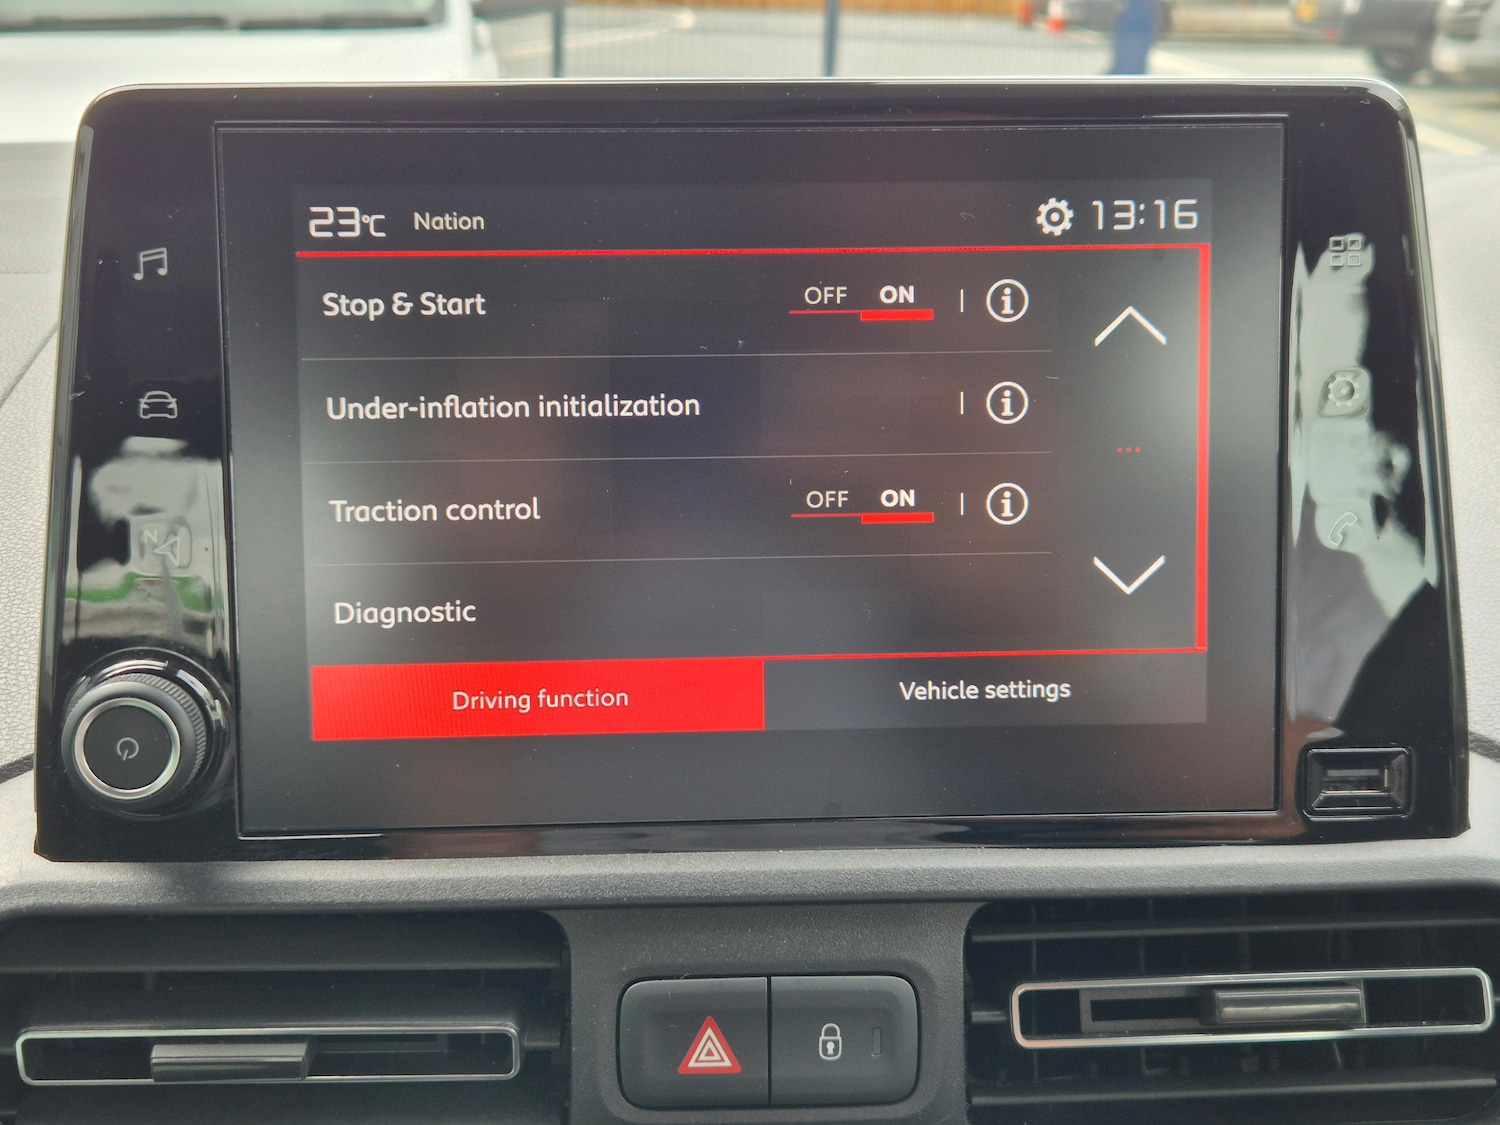 23°C Nation 13:16
Stop & Start OFF ON
Under-inflation initialization
Traction control OFF ON
Diagnostic
Driving function Vehicle settings
N